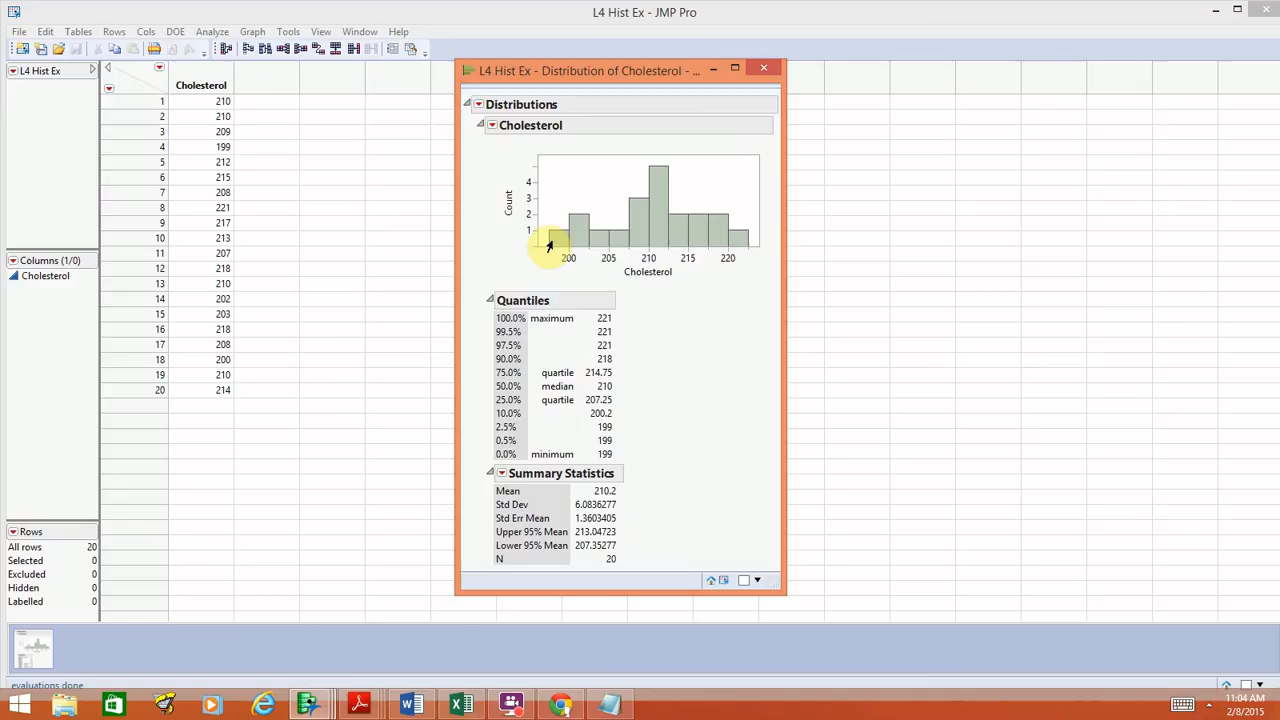 L4 Hist Ex - JMP Pro
File Edit Tables Rows Cols DOE Analyze Graph Tools View Window Help
L4 Hist Ex
Columns (1/0)
Cholesterol
Rows
All rows 20
Selected 0
Excluded 0
Hidden 0
Labelled 0
Cholesterol
1 210
2 210
3 209
4 199
5 212
6 215
7 208
8 221
9 217
10 213
11 207
12 218
13 210
14 202
15 203
16 218
17 208
18 200
19 210
20 214
L4 Hist Ex - Distribution of Cholesterol - ...
Distributions
Cholesterol
Count
4
3
2
1
200 205 210 215 220
Cholesterol
Quantiles
100.0% maximum 221
99.5% 221
97.5% 221
90.0% 218
75.0% quartile 214.75
50.0% median 210
25.0% quartile 207.25
10.0% 200.2
2.5% 199
0.5% 199
0.0% minimum 199
Summary Statistics
Mean 210.2
Std Dev 6.0836277
Std Err Mean 1.3603405
Upper 95% Mean 213.04723
Lower 95% Mean 207.35277
N 20
evaluations done
11:04 AM
2/8/2015